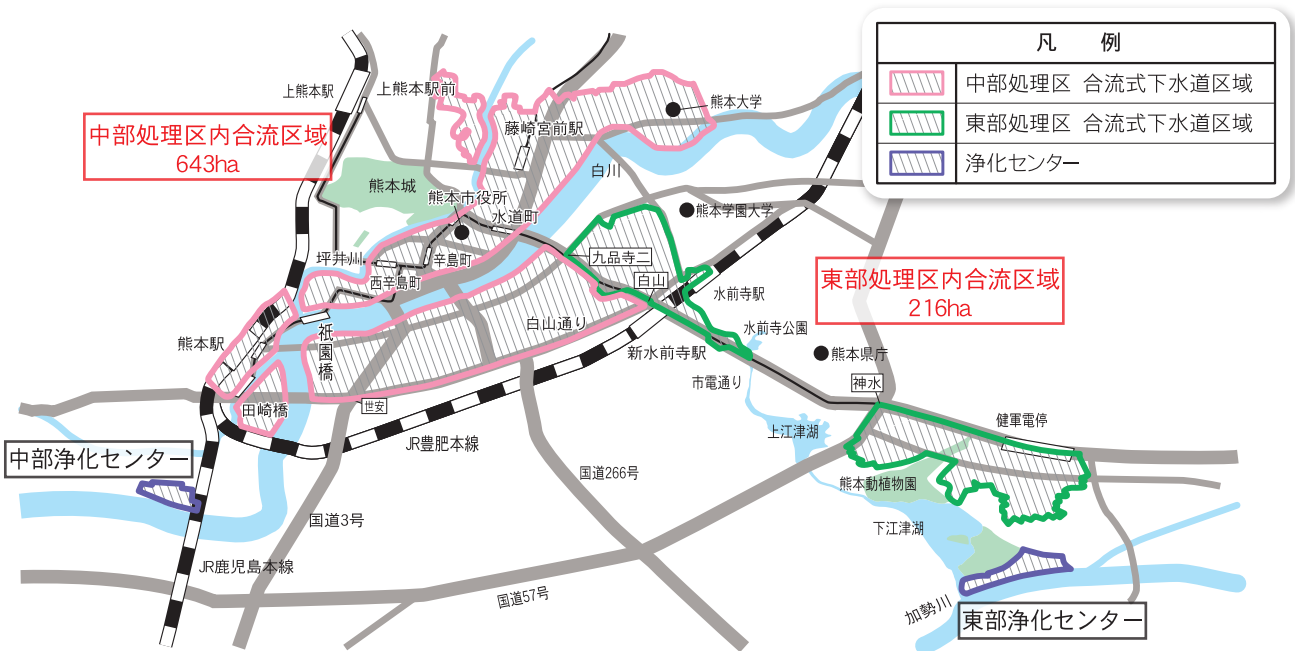 凡　例
中部処理区 合流式下水道区域
東部処理区 合流式下水道区域
浄化センター
上熊本駅
上熊本駅前
中部処理区内合流区域
643ha
藤崎宮前駅
熊本大学
白川
熊本城
熊本市役所
水道町
熊本学園大学
坪井川
辛島町
西辛島町
九品寺二
白山
水前寺駅
東部処理区内合流区域
216ha
熊本駅
祇園橋
白山通り
新水前寺駅
水前寺公園
熊本県庁
市電通り
神水
田崎橋
世安
健軍電停
JR豊肥本線
上江津湖
中部浄化センター
国道266号
熊本動植物園
国道3号
下江津湖
JR鹿児島本線
国道57号
加勢川
東部浄化センター